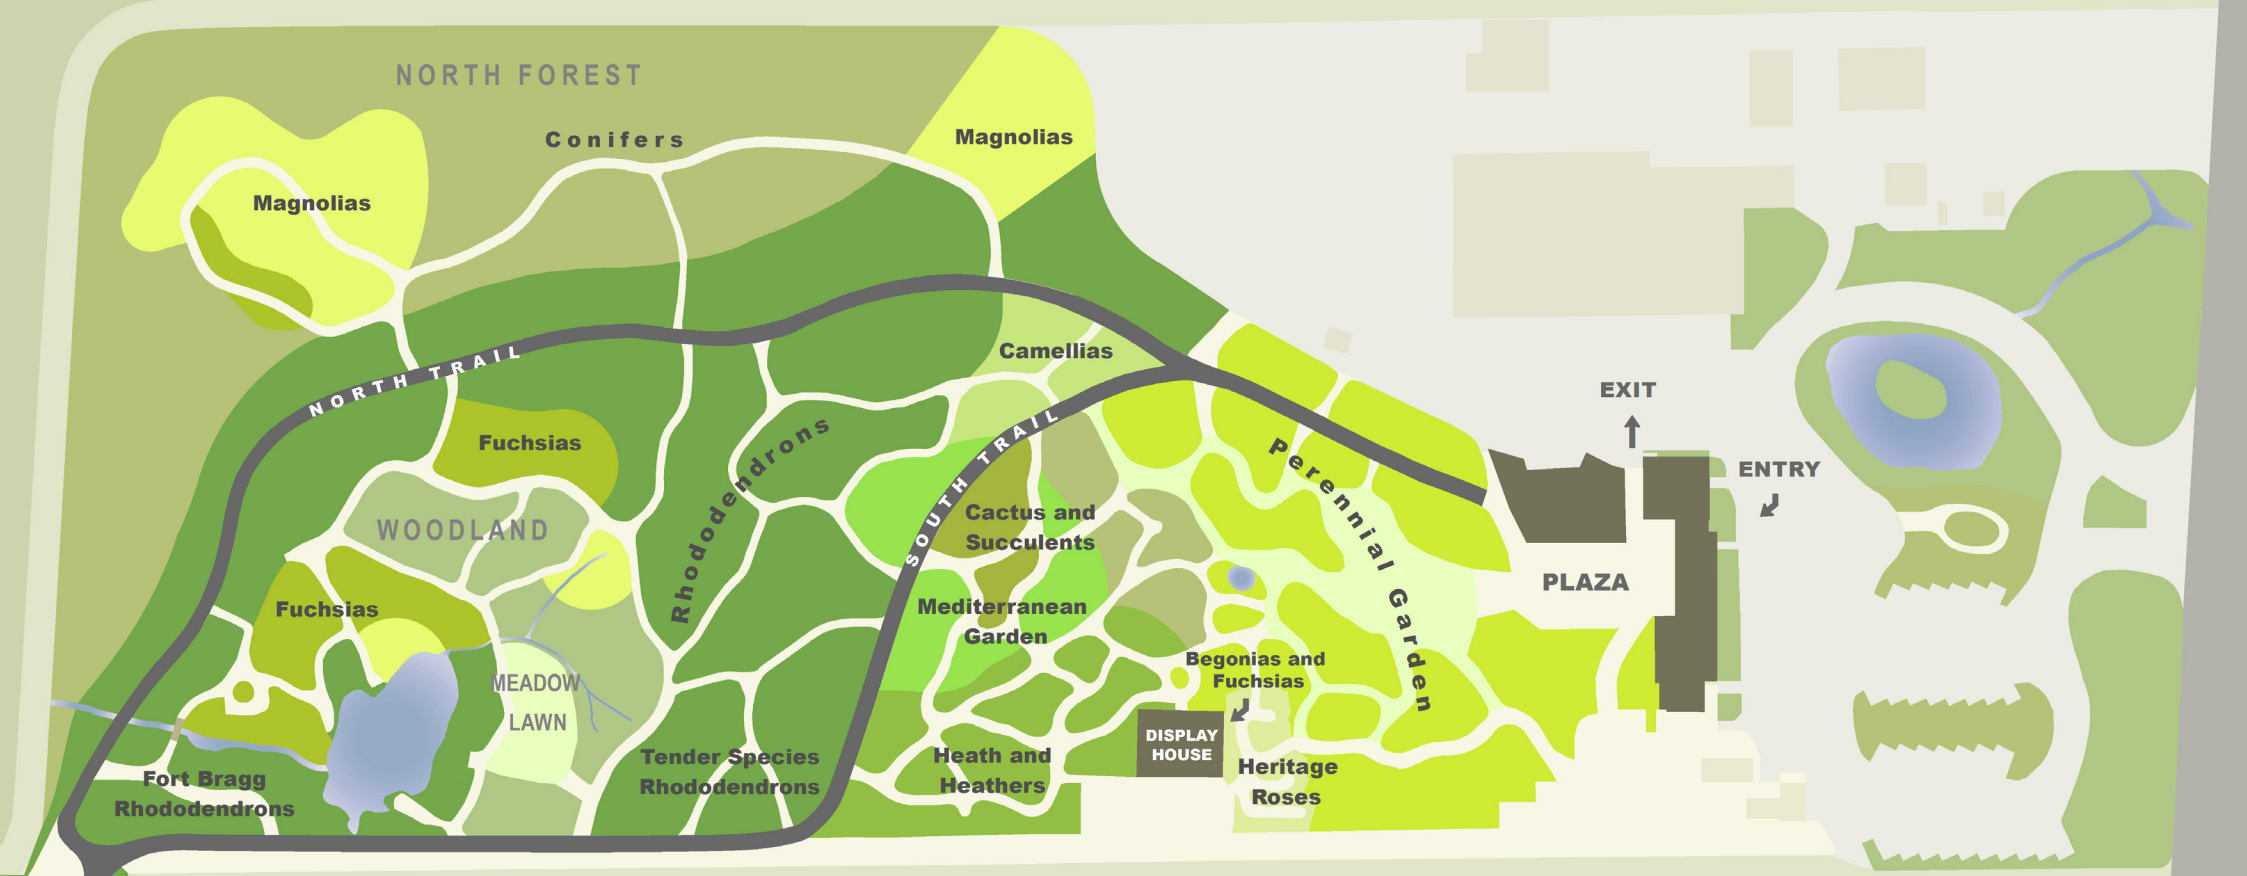 NORTH FOREST
Conifers
Magnolias
Magnolias
NORTH TRAIL
Camellias
EXIT
Fuchsias
SOUTH TRAIL
Rhododendrons
Perennial Garden
ENTRY
WOODLAND
Cactus and
Succulents
PLAZA
Fuchsias
Mediterranean
Garden
Begonias and
Fuchsias
MEADOW
LAWN
DISPLAY
HOUSE
Tender Species
Rhododendrons
Heath and
Heathers
Heritage
Roses
Fort Bragg
Rhododendrons